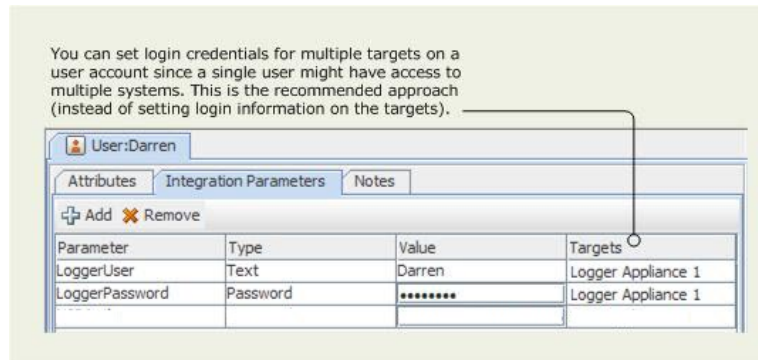 You can set login credentials for multiple targets on a
user account since a single user might have access to
multiple systems. This is the recommended approach
(instead of setting login information on the targets).
User:Darren
Attributes Integration Parameters Notes
Add Remove
Parameter Type Value Targets
LoggerUser Text Darren Logger Appliance 1
LoggerPassword Password •••••••• Logger Appliance 1